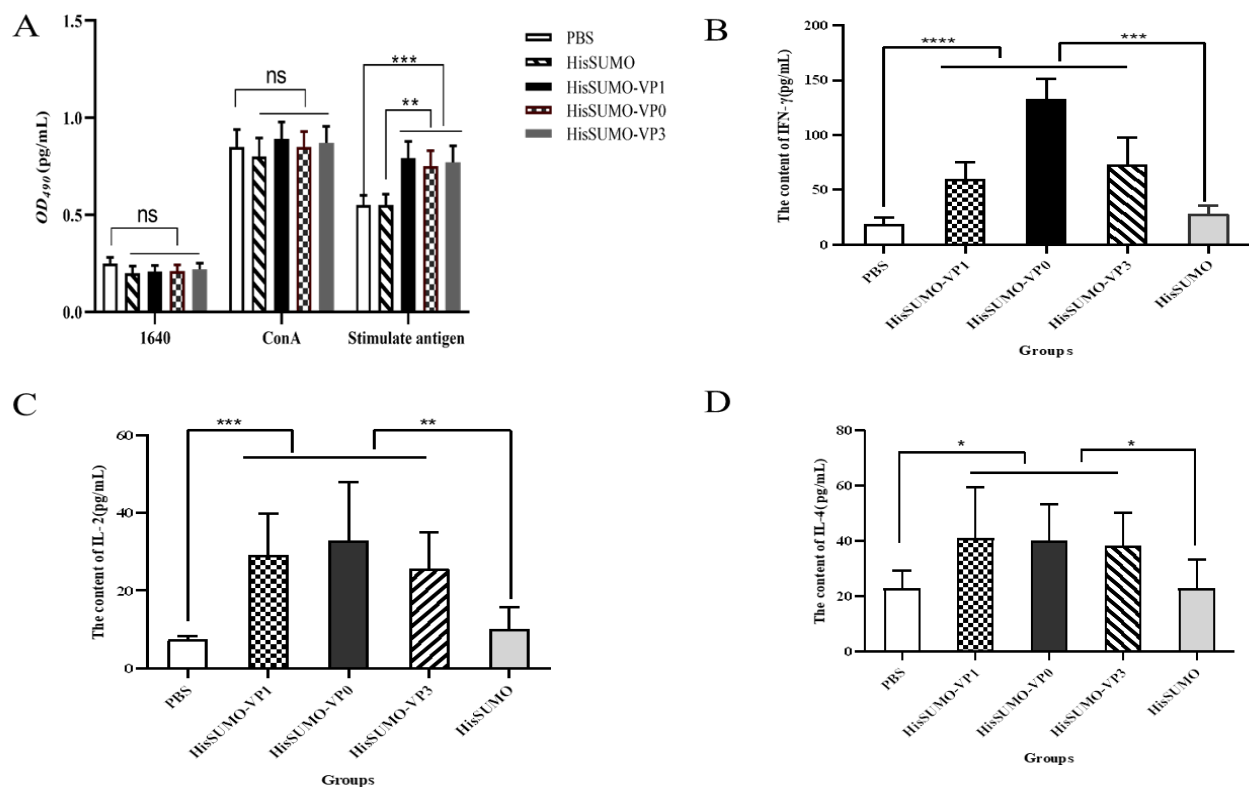 A
OD490 (pg/mL)
1.5
1.0
0.5
0.0
ns
ns
***
**
1640
ConA
Stimulate antigen
PBS
HisSUMO
HisSUMO-VP1
HisSUMO-VP0
HisSUMO-VP3
B
The content of IFN-γ(pg/mL)
200
150
100
50
0
****
***
PBS
HisSUMO-VP1
HisSUMO-VP0
HisSUMO-VP3
HisSUMO
Groups
C
The content of IL-2(pg/mL)
60
40
20
0
***
**
PBS
HisSUMO-VP1
HisSUMO-VP0
HisSUMO-VP3
HisSUMO
Groups
D
The content of IL-4(pg/mL)
80
60
40
20
0
*
*
PBS
HisSUMO-VP1
HisSUMO-VP0
HisSUMO-VP3
HisSUMO
Groups